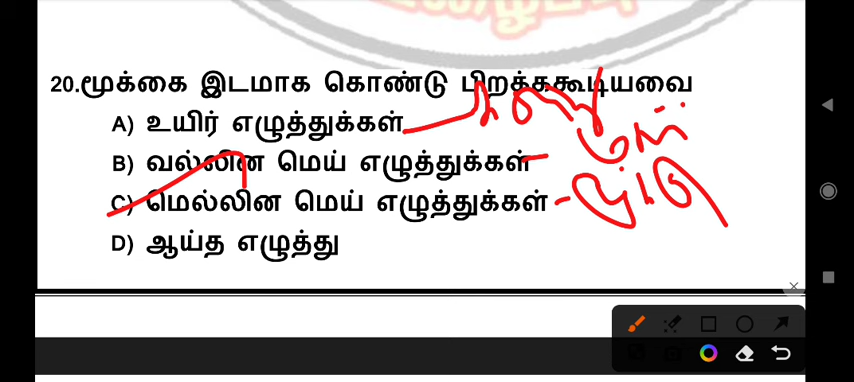 20.மூக்கை இடமாக கொண்டு பிறக்ககூடியவை
A) உயிர் எழுத்துக்கள்
B) வல்லின மெய் எழுத்துக்கள்
C) மெல்லின மெய் எழுத்துக்கள்
D) ஆய்த எழுத்து